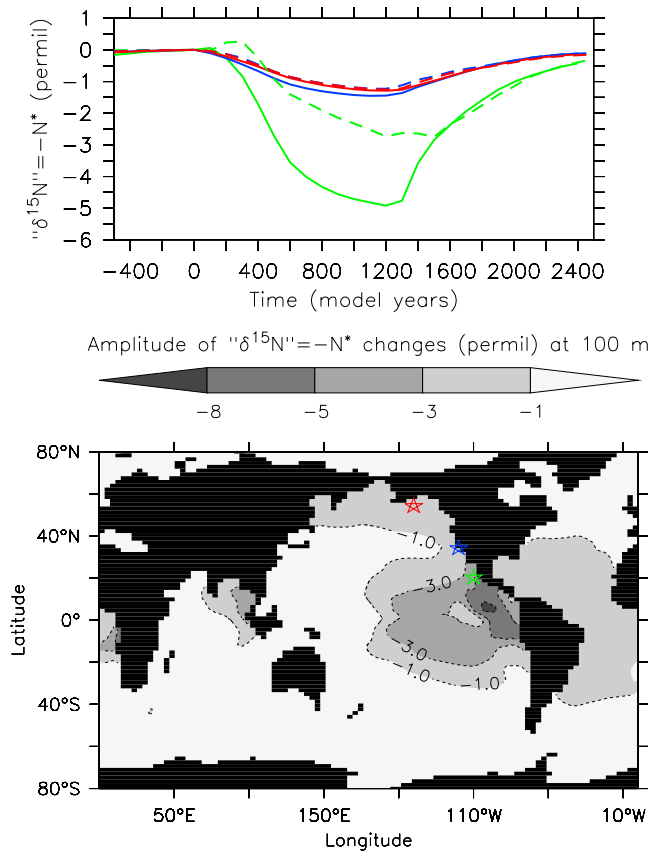 1
0
−1
−2
−3
−4
−5
−6
"δ¹⁵N"=−N* (permil)
−400 0 400 800 1200 1600 2000 2400
Time (model years)
Amplitude of "δ¹⁵N"=−N* changes (permil) at 100 m
−8 −5 −3 −1
80°N
40°N
0°
40°S
80°S
Latitude
−1.0
−3.0
−3.0
−1.0
−1.0
50°E 150°E 110°W 10°W
Longitude